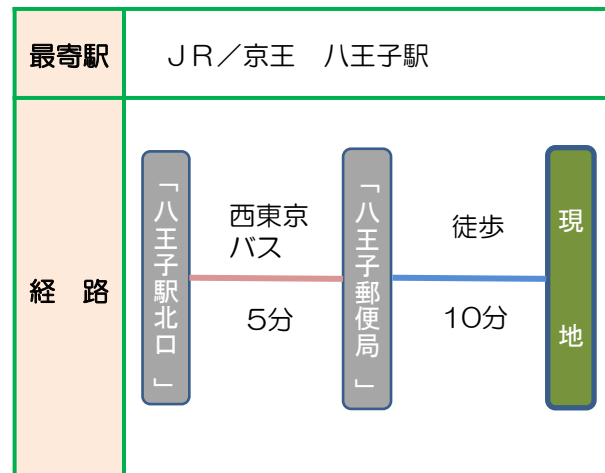 最寄駅
ＪＲ／京王　八王子駅
経　路
「八王子駅北口」
西東京
バス
5分
「八王子郵便局」
徒歩
10分
現　地